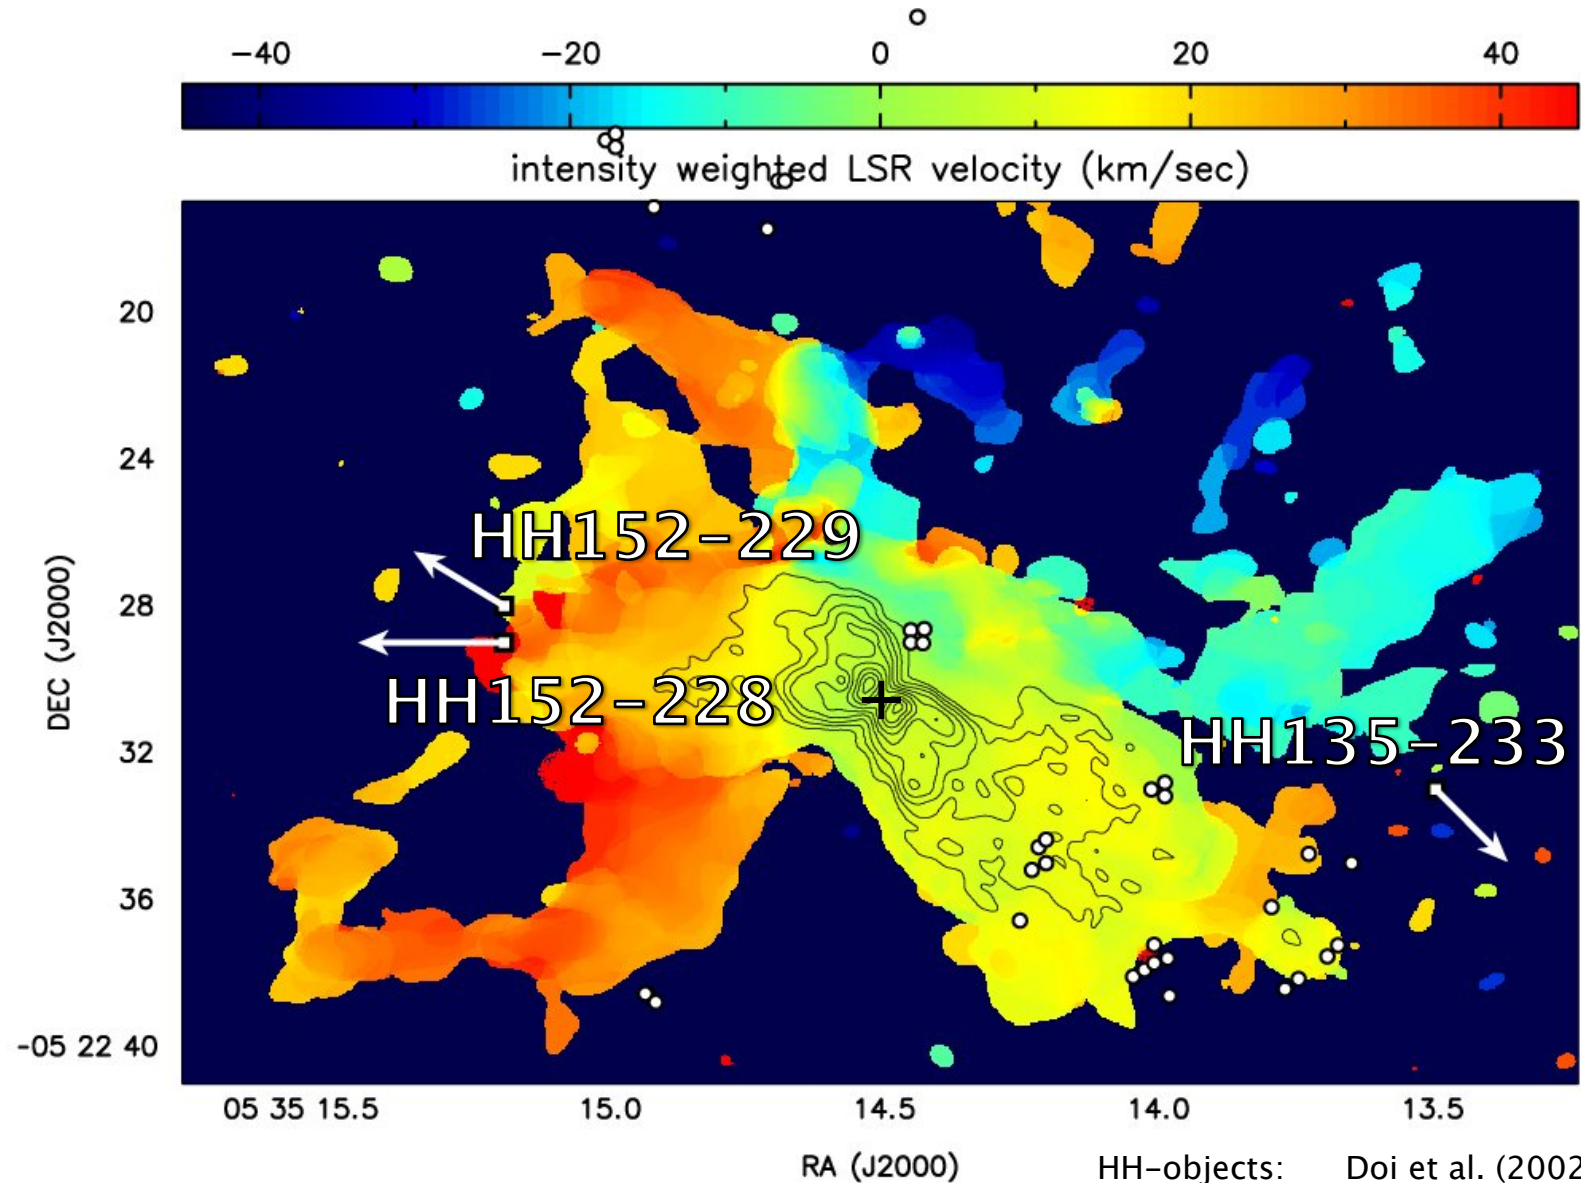 −40 −20 0 20 40
intensity weighted LSR velocity (km/sec)
20
24
HH152−229
28
DEC (J2000)
HH152−228
HH135−233
32
36
-05 22 40
05 35 15.5 15.0 14.5 14.0 13.5
RA (J2000)
HH−objects: Doi et al. (2002